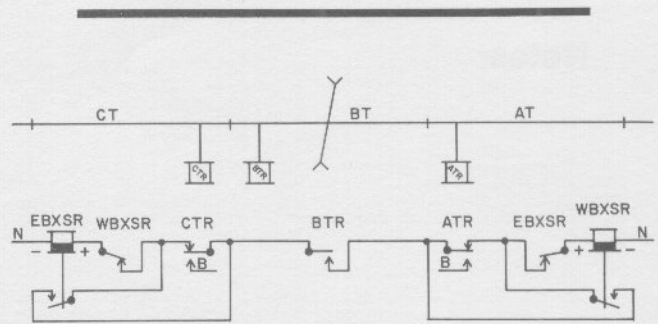 CT BT AT
CTR BTR ATR
EBXSR WBXSR CTR BTR ATR EBXSR WBXSR
N - + B B + - N